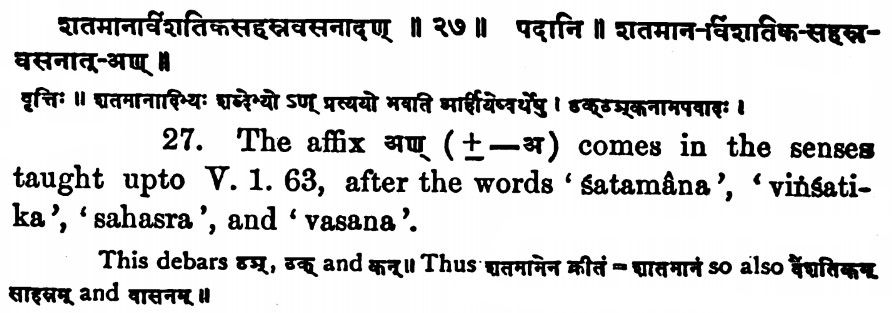 शतमानार्विंशतिकसहस्रवसनादण् ॥ २७ ॥ पदानि ॥ शतमान-र्विशातिक-सहस्र-
वसनात्-अण् ॥
वृत्तिः ॥ शतमानादिभ्यः शब्देभ्यो ऽण् प्रत्ययो भवति आर्हीयेष्वर्थेषु । ठक्ठञ्कनामपवादः ।
27. The affix अण् (±—अ) comes in the senses
taught upto V. 1. 63, after the words ‘śatamâna’, ‘viṅśati-
ka’, ‘sahasra’, and ‘vasana’.
This debars ठञ्, ठक् and कन्॥ Thus शतमामेन क्रीतं = शातमानं so also वैंशतिकम्
साहस्रम् and वासनम् ॥